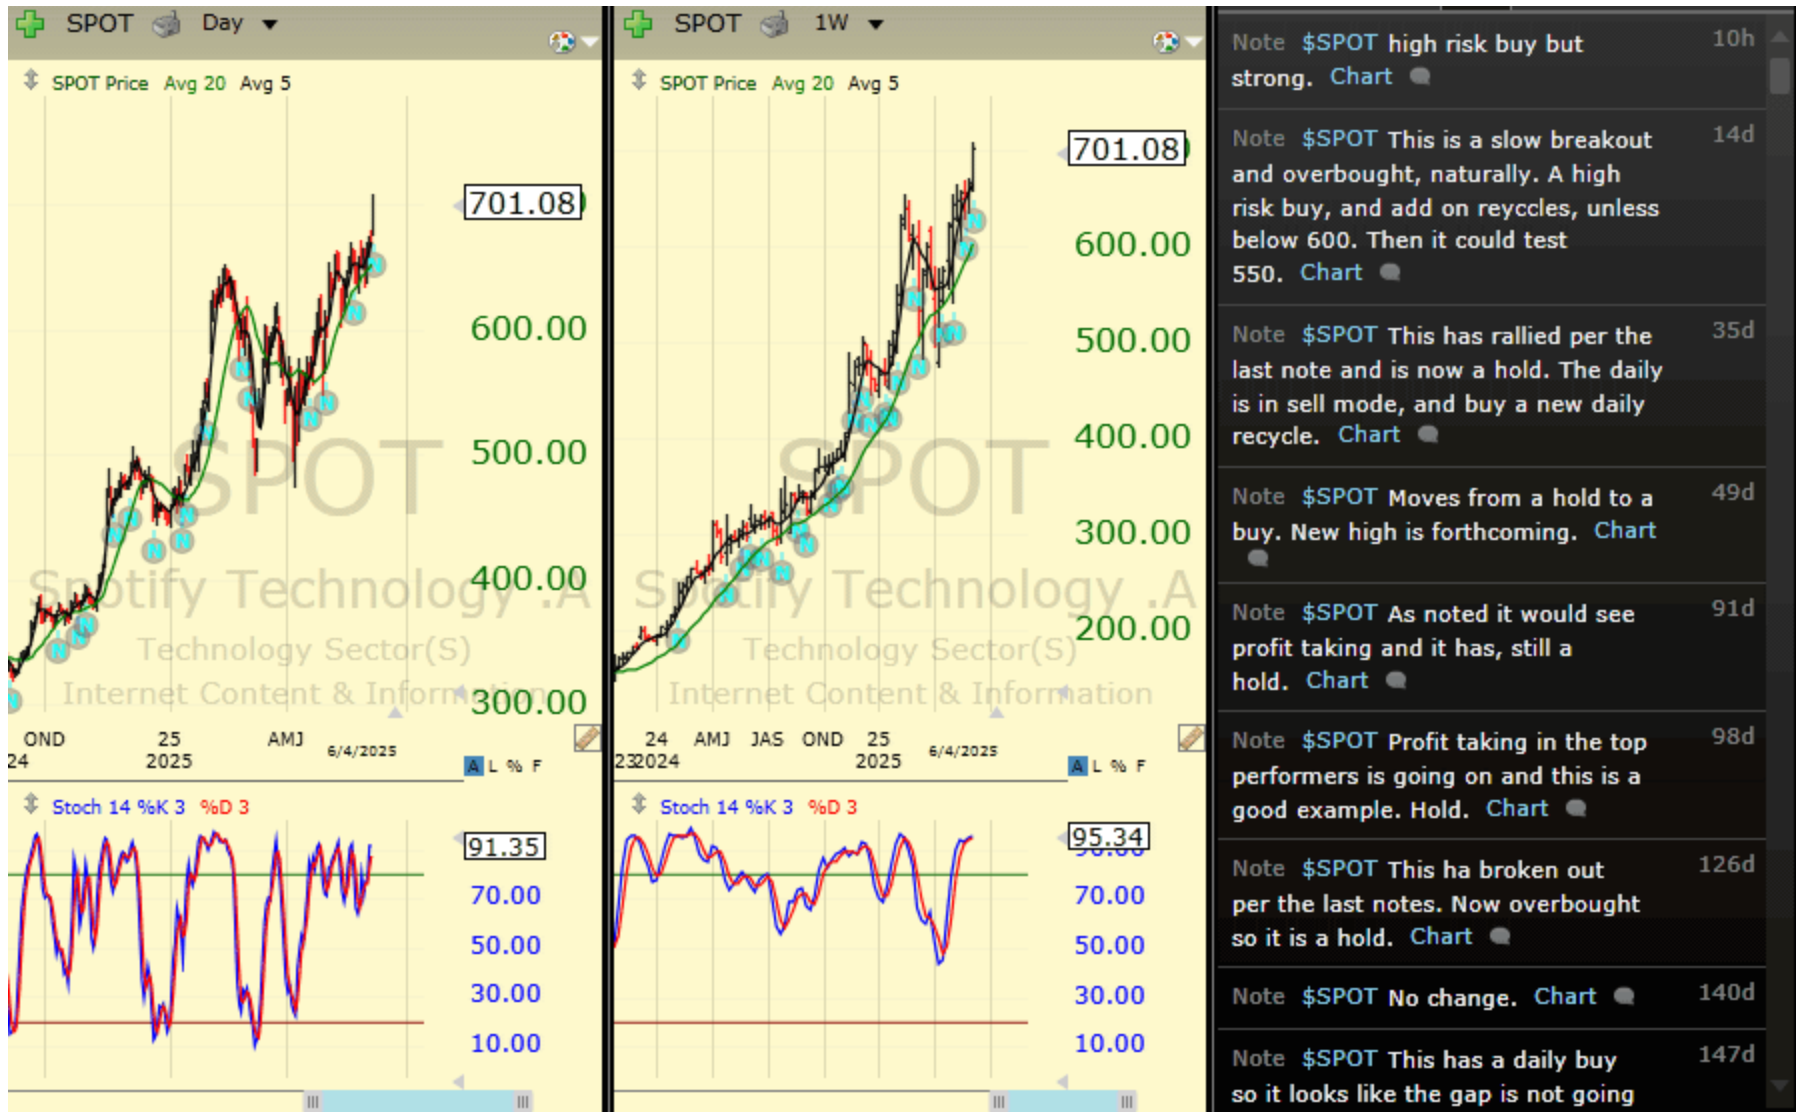 SPOT Day
SPOT Price Avg 20 Avg 5
701.08
600.00
500.00
400.00
300.00
SPOT
Spotify Technology .A
Technology Sector(S)
Internet Content & Information
OND 25 AMJ 6/4/2025
24 2025
A L % F
Stoch 14 %K 3 %D 3
91.35
70.00
50.00
30.00
10.00
SPOT 1W
SPOT Price Avg 20 Avg 5
701.08
600.00
500.00
400.00
300.00
200.00
SPOT
Spotify Technology .A
Technology Sector(S)
Internet Content & Information
24 AMJ JAS OND 25 6/4/2025
23 2024 2025
A L % F
Stoch 14 %K 3 %D 3
95.34
90.00
70.00
50.00
30.00
10.00
Note $SPOT high risk buy but 10h
strong. Chart
Note $SPOT This is a slow breakout 14d
and overbought, naturally. A high
risk buy, and add on reyccles, unless
below 600. Then it could test
550. Chart
Note $SPOT This has rallied per the 35d
last note and is now a hold. The daily
is in sell mode, and buy a new daily
recycle. Chart
Note $SPOT Moves from a hold to a 49d
buy. New high is forthcoming. Chart
Note $SPOT As noted it would see 91d
profit taking and it has, still a
hold. Chart
Note $SPOT Profit taking in the top 98d
performers is going on and this is a
good example. Hold. Chart
Note $SPOT This ha broken out 126d
per the last notes. Now overbought
so it is a hold. Chart
Note $SPOT No change. Chart 140d
Note $SPOT This has a daily buy 147d
so it looks like the gap is not going